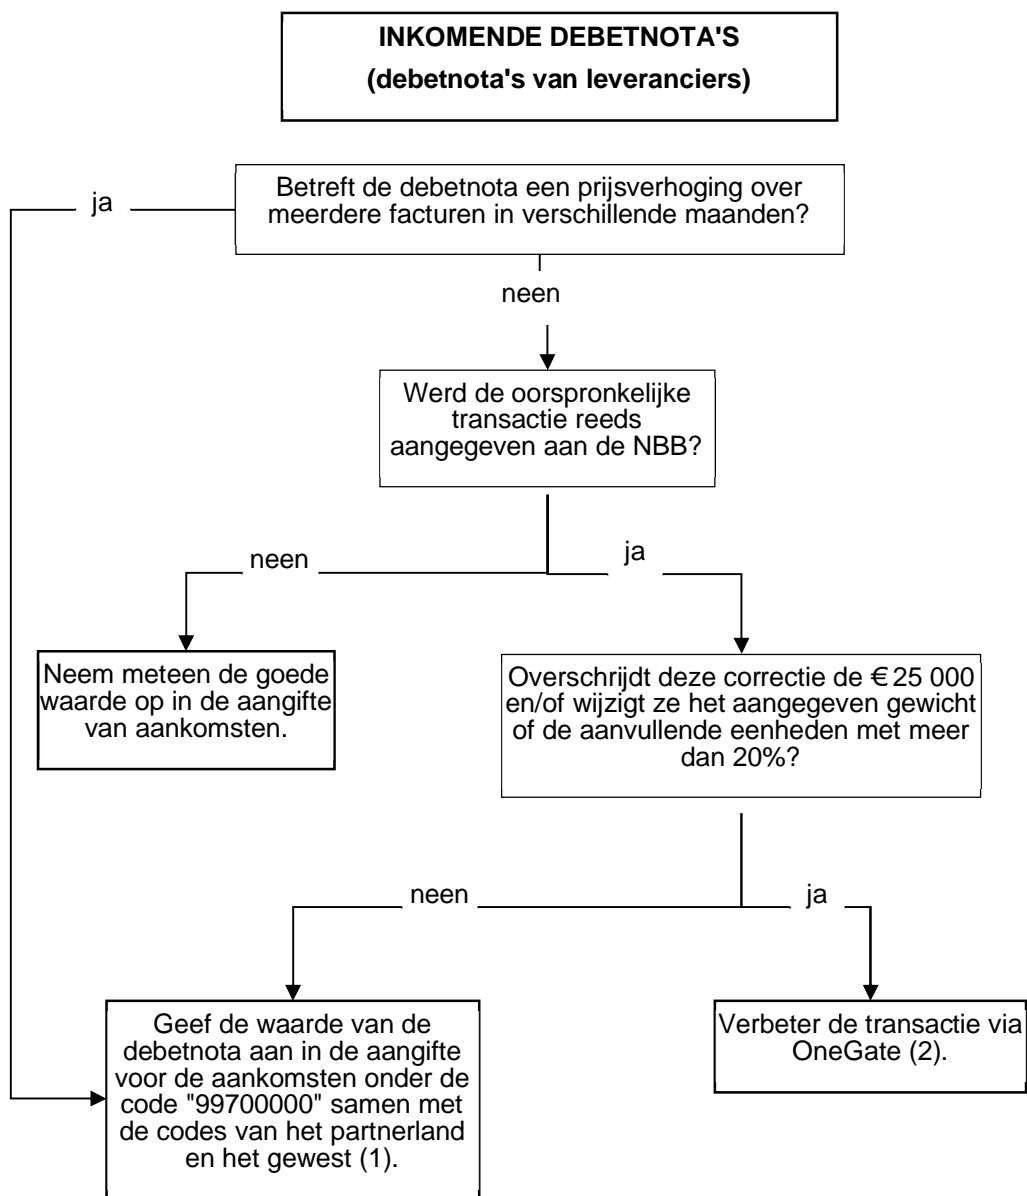 INKOMENDE DEBETNOTA'S
(debetnota's van leveranciers)
Betreft de debetnota een prijsverhoging over
meerdere facturen in verschillende maanden?
ja
neen
Werd de oorspronkelijke
transactie reeds
aangegeven aan de NBB?
neen
ja
Neem meteen de goede
waarde op in de aangifte
van aankomsten.
Overschrijdt deze correctie de € 25 000
en/of wijzigt ze het aangegeven gewicht
of de aanvullende eenheden met meer
dan 20%?
neen
ja
Geef de waarde van de
debetnota aan in de aangifte
voor de aankomsten onder de
code "99700000" samen met
de codes van het partnerland
en het gewest (1).
Verbeter de transactie via
OneGate (2).